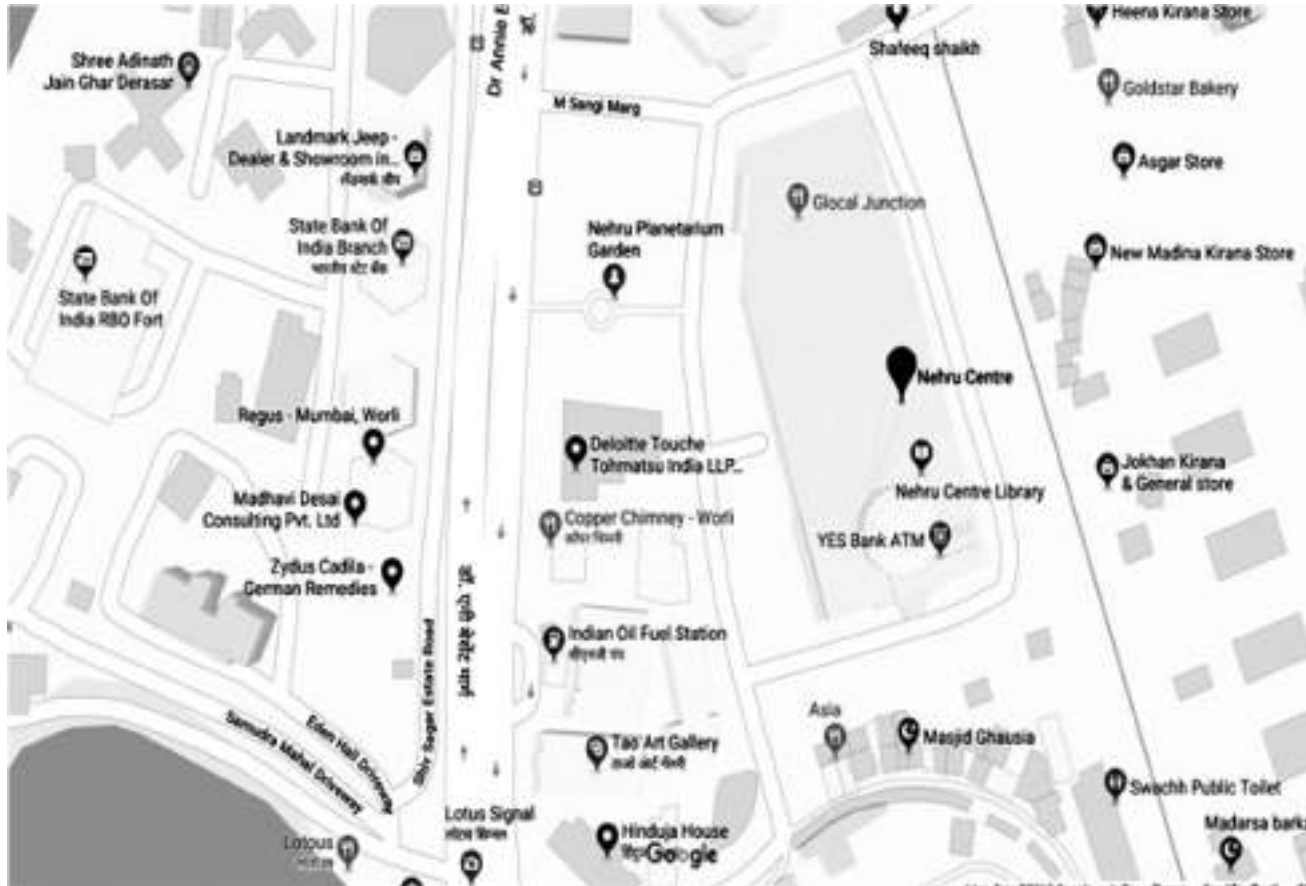 Heena Kirana Store
Shafeeq shaikh
Shree Adinath
Jain Ghar Derasar
Dr Annie
डॉ.
M Sangi Marg
Goldstar Bakery
Landmark Jeep -
Dealer & Showroom in...
Asgar Store
Glocal Junction
State Bank Of
India Branch
Nehru Planetarium
Garden
New Madina Kirana Store
State Bank Of
India RBO Fort
Nehru Centre
Regus - Mumbai, Worli
Deloitte Touche
Tohmatsu India LLP...
Jokhan Kirana
& General store
Nehru Centre Library
Madhavi Desai
Consulting Pvt. Ltd
Copper Chimney - Worli
YES Bank ATM
Zydus Cadila -
German Remedies
डॉ. एनी बेसेंट मार्ग
Indian Oil Fuel Station
Shiv Sagar Estate Road
Eden Hall Driveway
Samudra Mahal Driveway
Asia
Masjid Ghausia
Tao Art Gallery
Swachh Public Toilet
Lotus Signal
Hinduja House
Google
Lotous
Madarsa